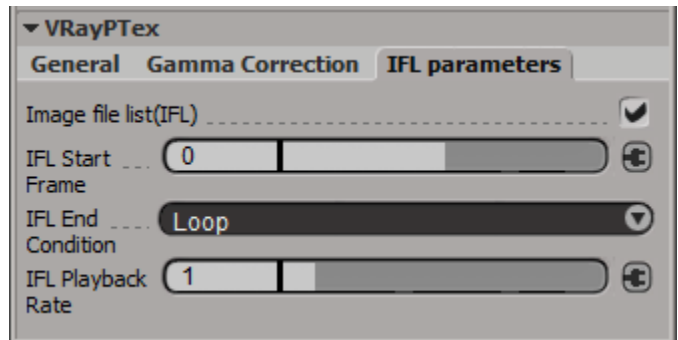 VRayPTex
General Gamma Correction IFL parameters
Image file list(IFL)
IFL Start 0
Frame
IFL End Loop
Condition
IFL Playback 1
Rate